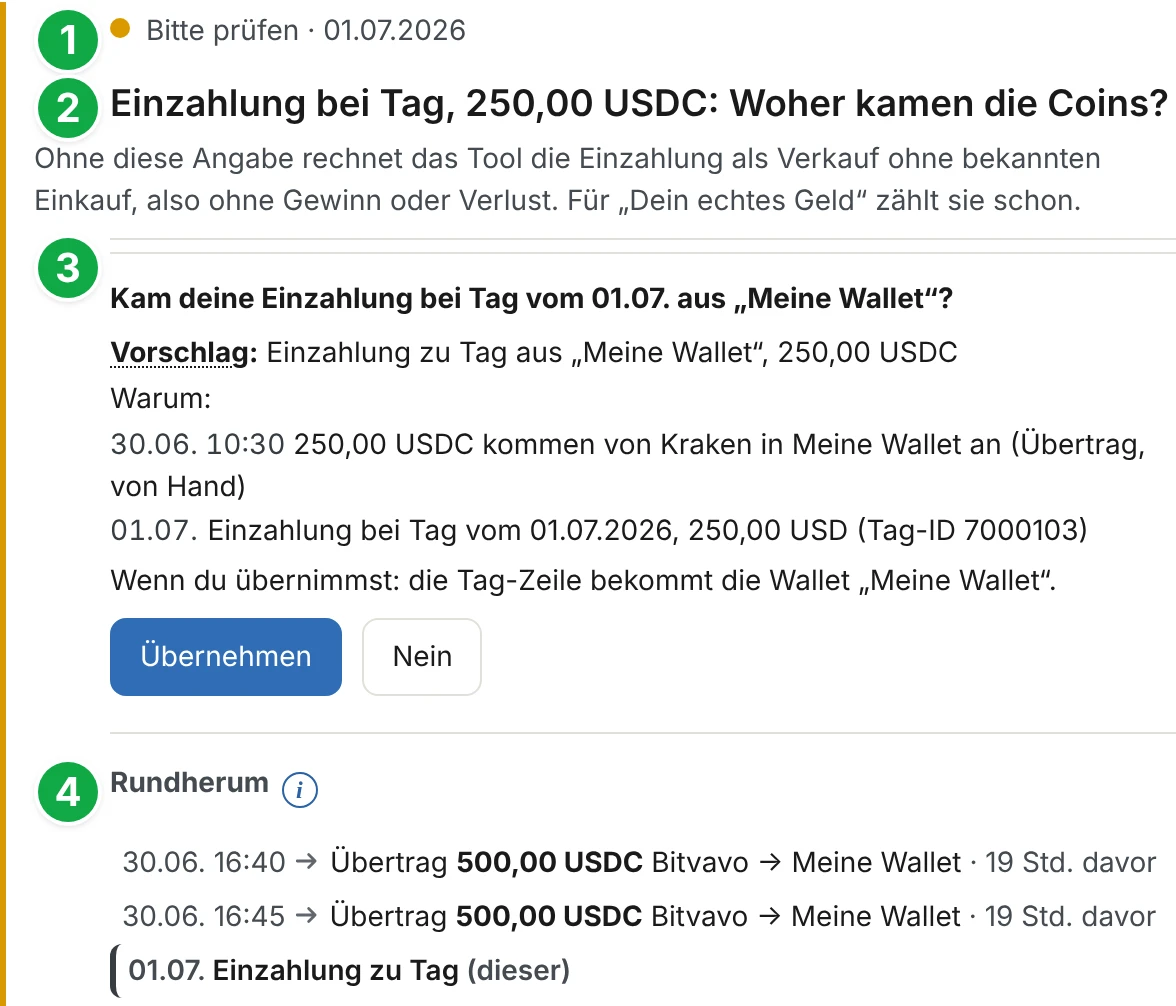 1 Bitte prüfen · 01.07.2026
2 Einzahlung bei Tag, 250,00 USDC: Woher kamen die Coins?
Ohne diese Angabe rechnet das Tool die Einzahlung als Verkauf ohne bekannten
Einkauf, also ohne Gewinn oder Verlust. Für „Dein echtes Geld“ zählt sie schon.
3
Kam deine Einzahlung bei Tag vom 01.07. aus „Meine Wallet“?
Vorschlag: Einzahlung zu Tag aus „Meine Wallet“, 250,00 USDC
Warum:
30.06. 10:30 250,00 USDC kommen von Kraken in Meine Wallet an (Übertrag,
von Hand)
01.07. Einzahlung bei Tag vom 01.07.2026, 250,00 USD (Tag-ID 7000103)
Wenn du übernimmst: die Tag-Zeile bekommt die Wallet „Meine Wallet“.
Übernehmen Nein
4 Rundherum i
30.06. 16:40 → Übertrag 500,00 USDC Bitvavo → Meine Wallet · 19 Std. davor
30.06. 16:45 → Übertrag 500,00 USDC Bitvavo → Meine Wallet · 19 Std. davor
01.07. Einzahlung zu Tag (dieser)